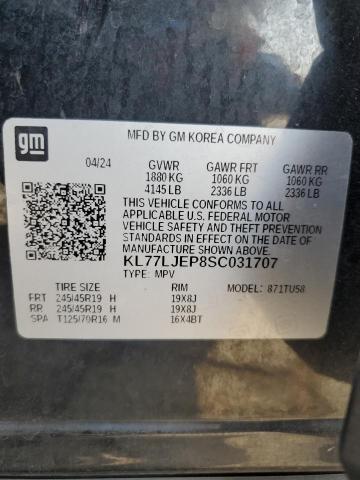 gm
MFD BY GM KOREA COMPANY
04/24 GVWR GAWR FRT GAWR RR
1880 KG 1060 KG 1060 KG
4145 LB 2336 LB 2336 LB
THIS VEHICLE CONFORMS TO ALL
APPLICABLE U.S. FEDERAL MOTOR
VEHICLE SAFETY AND THEFT PREVENTION
STANDARDS IN EFFECT ON THE DATE OF
MANUFACTURE SHOWN ABOVE.
KL77LJEP8SC031707
TYPE: MPV
TIRE SIZE RIM MODEL: 871TU58
FRT 245/45R19 H 19X8J
RR 245/45R19 H 19X8J
SPA T125/70R16 M 16X4BT